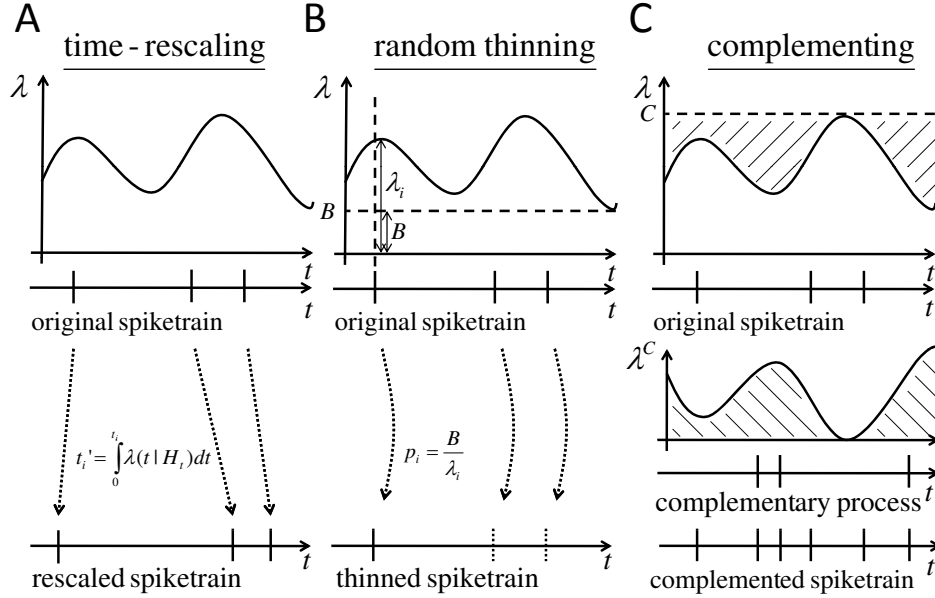 A
time - rescaling
λ
t
t
original spiketrain
t_i' = ∫_0^{t_i} λ(t | H_t) dt
t
rescaled spiketrain
B
random thinning
λ
λ_i
B
B
t
t
original spiketrain
p_i = B / λ_i
t
thinned spiketrain
C
complementing
λ
C
t
t
original spiketrain
λ^C
t
complementary process
t
complemented spiketrain